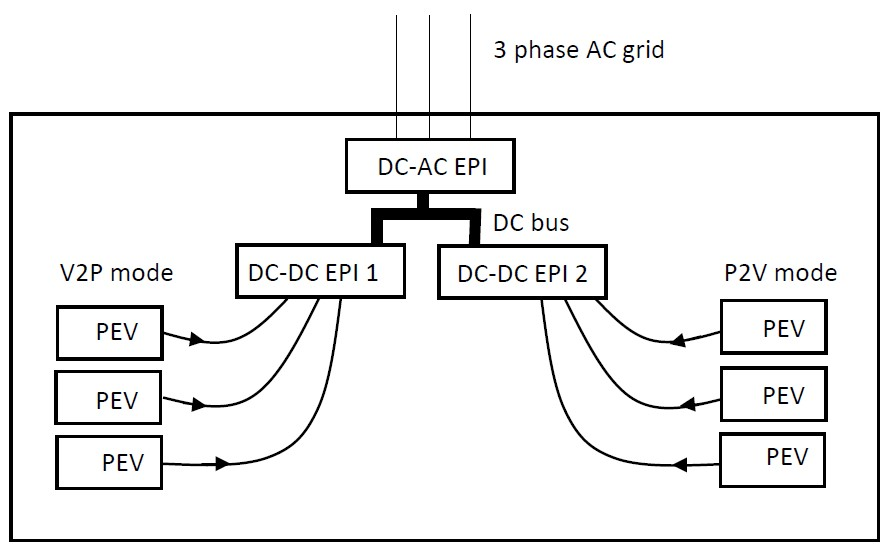 3 phase AC grid
DC-AC EPI
DC bus
V2P mode
DC-DC EPI 1
DC-DC EPI 2
P2V mode
PEV
PEV
PEV
PEV
PEV
PEV